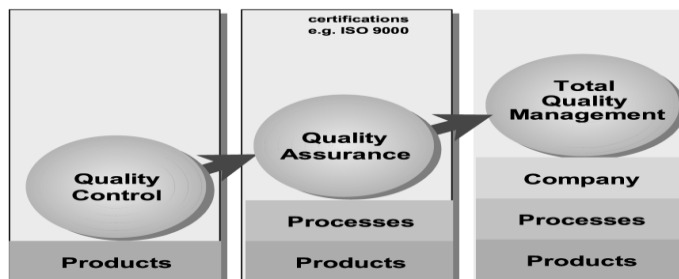 certifications
e.g. ISO 9000
Quality
Control
Products
Quality
Assurance
Processes
Products
Total
Quality
Management
Company
Processes
Products